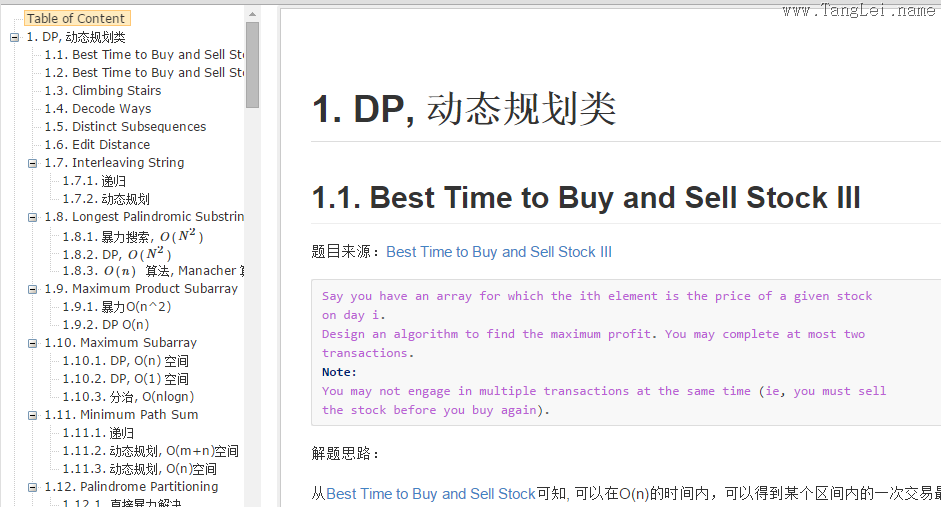 www.TangLei.name
Table of Content
1. DP, 动态规划类
1.1. Best Time to Buy and Sell Sto
1.2. Best Time to Buy and Sell Sto
1.3. Climbing Stairs
1.4. Decode Ways
1.5. Distinct Subsequences
1.6. Edit Distance
1.7. Interleaving String
1.7.1. 递归
1.7.2. 动态规划
1.8. Longest Palindromic Substrin
1.8.1. 暴力搜索, O(N²)
1.8.2. DP, O(N²)
1.8.3. O(n) 算法, Manacher 算
1.9. Maximum Product Subarray
1.9.1. 暴力O(n^2)
1.9.2. DP O(n)
1.10. Maximum Subarray
1.10.1. DP, O(n) 空间
1.10.2. DP, O(1) 空间
1.10.3. 分治, O(nlogn)
1.11. Minimum Path Sum
1.11.1. 递归
1.11.2. 动态规划, O(m+n)空间
1.11.3. 动态规划, O(n)空间
1.12. Palindrome Partitioning
1.12.1. 直接暴力解决
1. DP, 动态规划类
1.1. Best Time to Buy and Sell Stock III
题目来源：Best Time to Buy and Sell Stock III
Say you have an array for which the ith element is the price of a given stock
on day i.
Design an algorithm to find the maximum profit. You may complete at most two
transactions.
Note:
You may not engage in multiple transactions at the same time (ie, you must sell
the stock before you buy again).
解题思路：
从Best Time to Buy and Sell Stock可知, 可以在O(n)的时间内，可以得到某个区间内的一次交易最